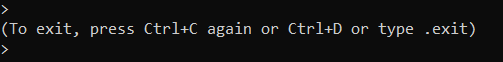 >
(To exit, press Ctrl+C again or Ctrl+D or type .exit)
>